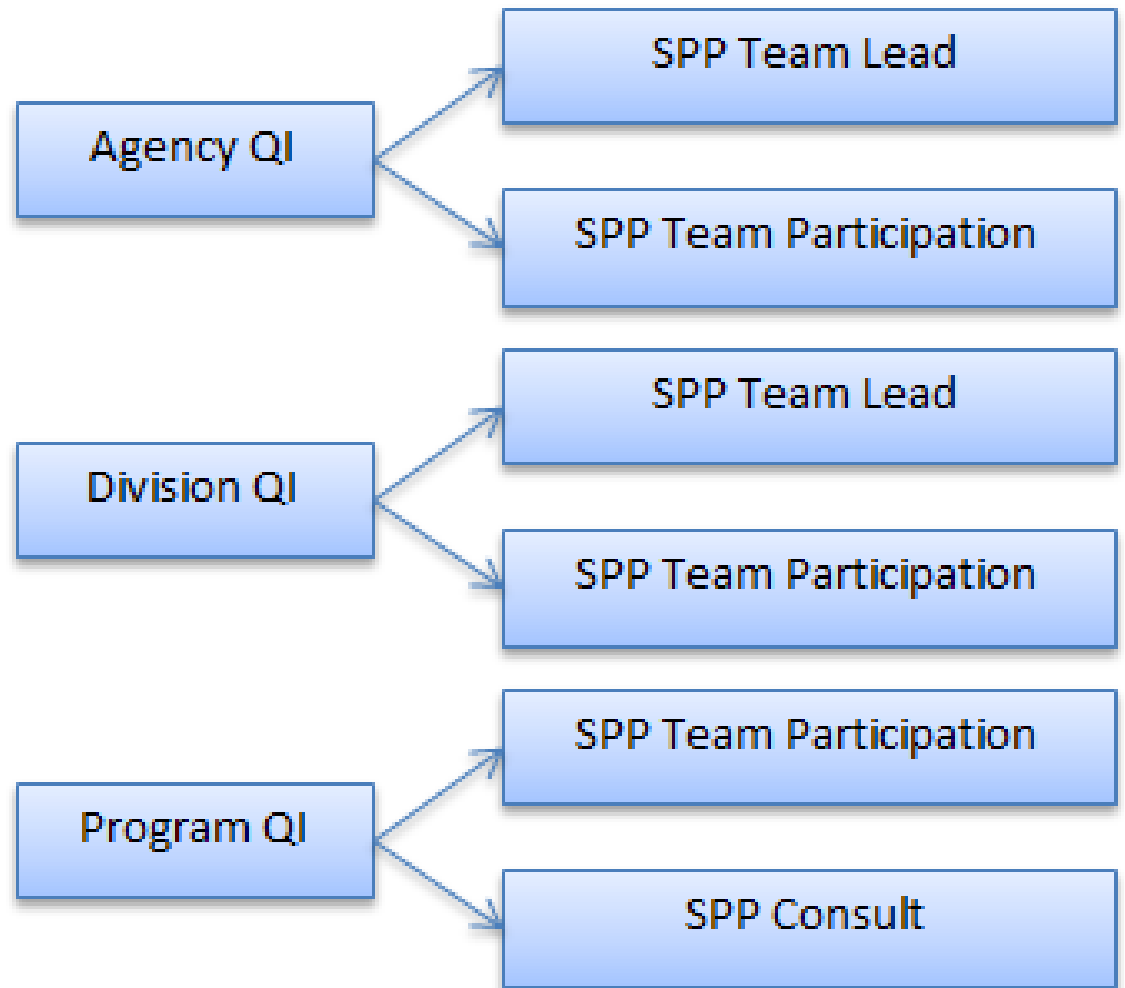 Agency QI
SPP Team Lead
SPP Team Participation
Division QI
SPP Team Lead
SPP Team Participation
Program QI
SPP Team Participation
SPP Consult